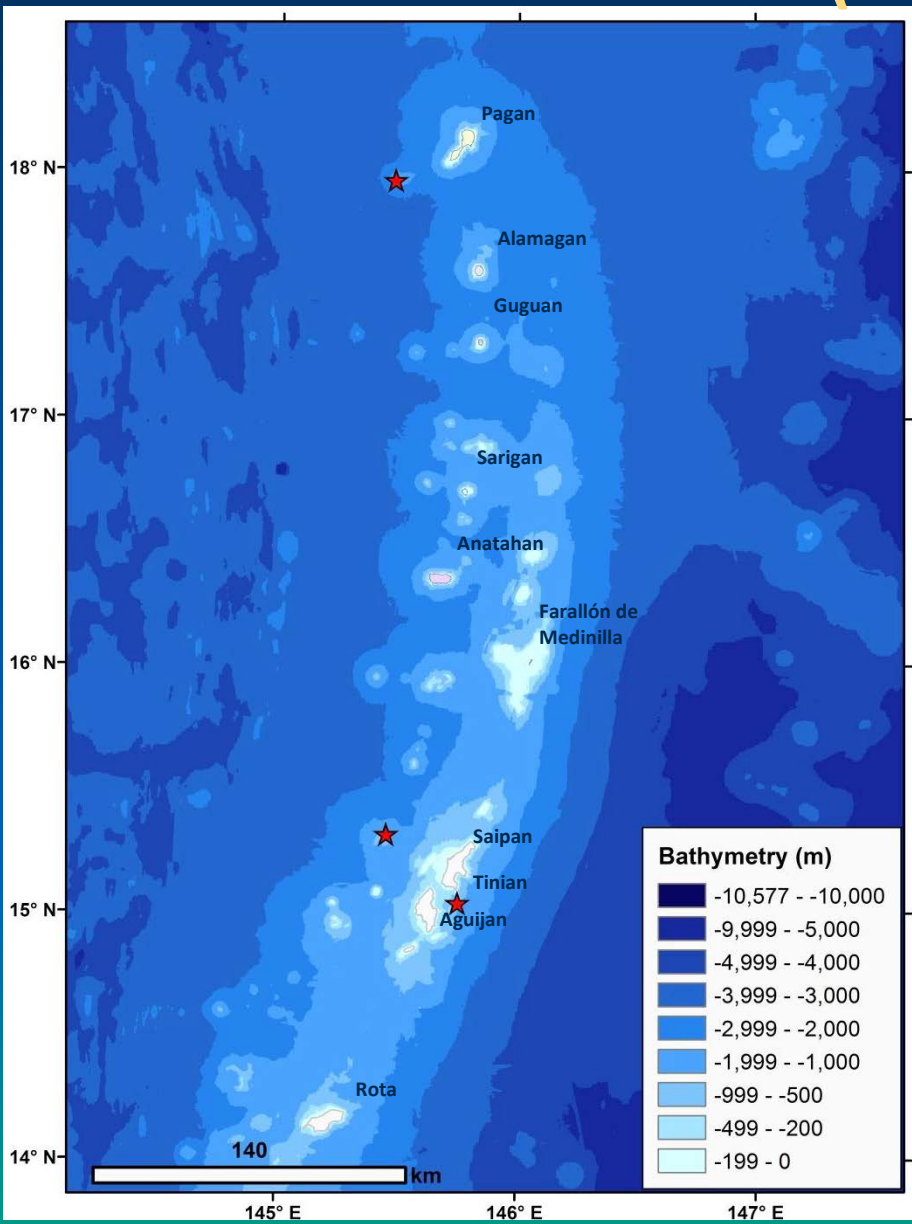 Pagan
18° N
Alamagan
Guguan
17° N
Sarigan
Anatahan
Farallón de
Medinilla
16° N
Saipan
Tinian
15° N
Aguijan
Rota
14° N
140
km
145° E
146° E
147° E
Bathymetry (m)
-10,577 - -10,000
-9,999 - -5,000
-4,999 - -4,000
-3,999 - -3,000
-2,999 - -2,000
-1,999 - -1,000
-999 - -500
-499 - -200
-199 - 0